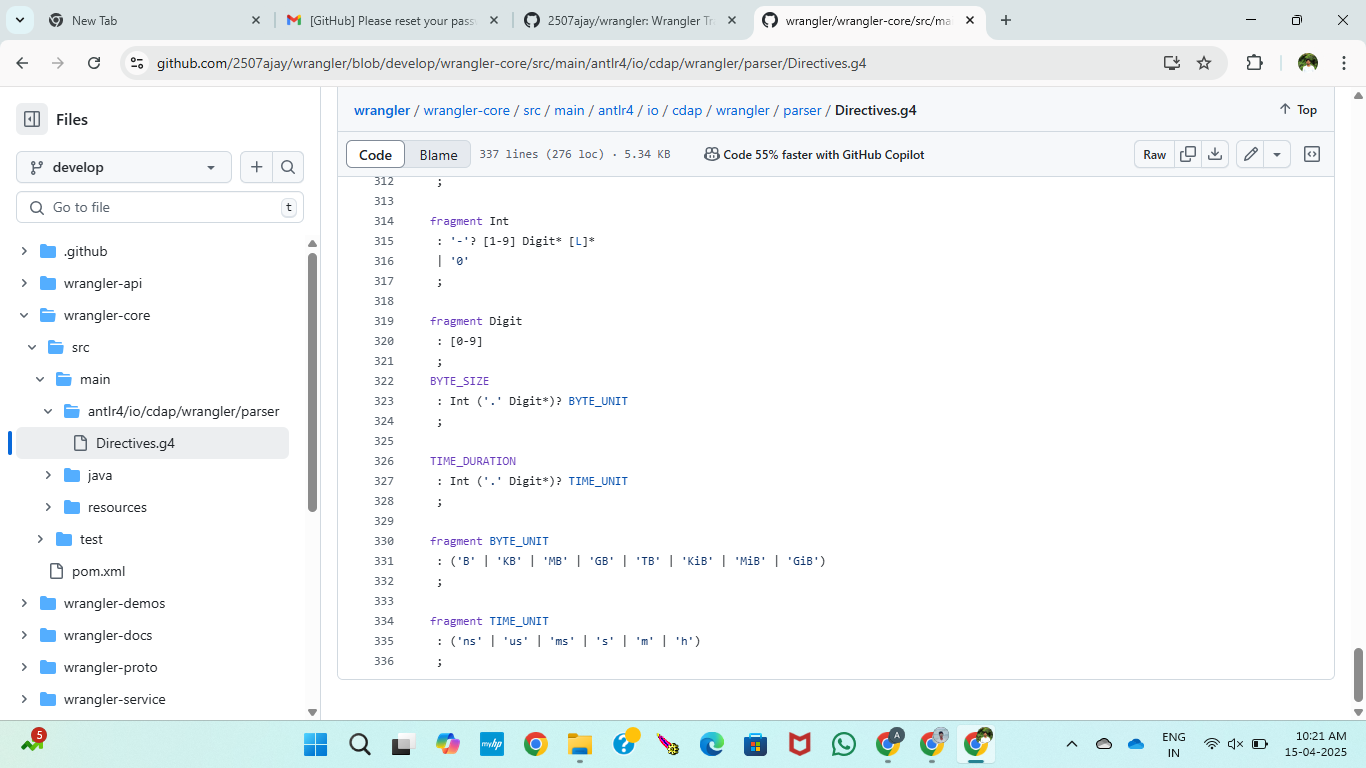 New Tab
[GitHub] Please reset your pass
2507ajay/wrangler: Wrangler Tr
wrangler/wrangler-core/src/ma
github.com/2507ajay/wrangler/blob/develop/wrangler-core/src/main/antlr4/io/cdap/wrangler/parser/Directives.g4
Files
wrangler / wrangler-core / src / main / antlr4 / io / cdap / wrangler / parser / Directives.g4
Top
develop
Code
Blame
337 lines (276 loc) · 5.34 KB
Code 55% faster with GitHub Copilot
Raw
Go to file
t
.github
wrangler-api
wrangler-core
src
main
antlr4/io/cdap/wrangler/parser
Directives.g4
java
resources
test
pom.xml
wrangler-demos
wrangler-docs
wrangler-proto
wrangler-service
312 ;
313
314 fragment Int
315 : '-'? [1-9] Digit* [L]*
316 | '0'
317 ;
318
319 fragment Digit
320 : [0-9]
321 ;
322 BYTE_SIZE
323 : Int ('.' Digit*)? BYTE_UNIT
324 ;
325
326 TIME_DURATION
327 : Int ('.' Digit*)? TIME_UNIT
328 ;
329
330 fragment BYTE_UNIT
331 : ('B' | 'KB' | 'MB' | 'GB' | 'TB' | 'KiB' | 'MiB' | 'GiB')
332 ;
333
334 fragment TIME_UNIT
335 : ('ns' | 'us' | 'ms' | 's' | 'm' | 'h')
336 ;
5
myhp
A
ENG
IN
10:21 AM
15-04-2025